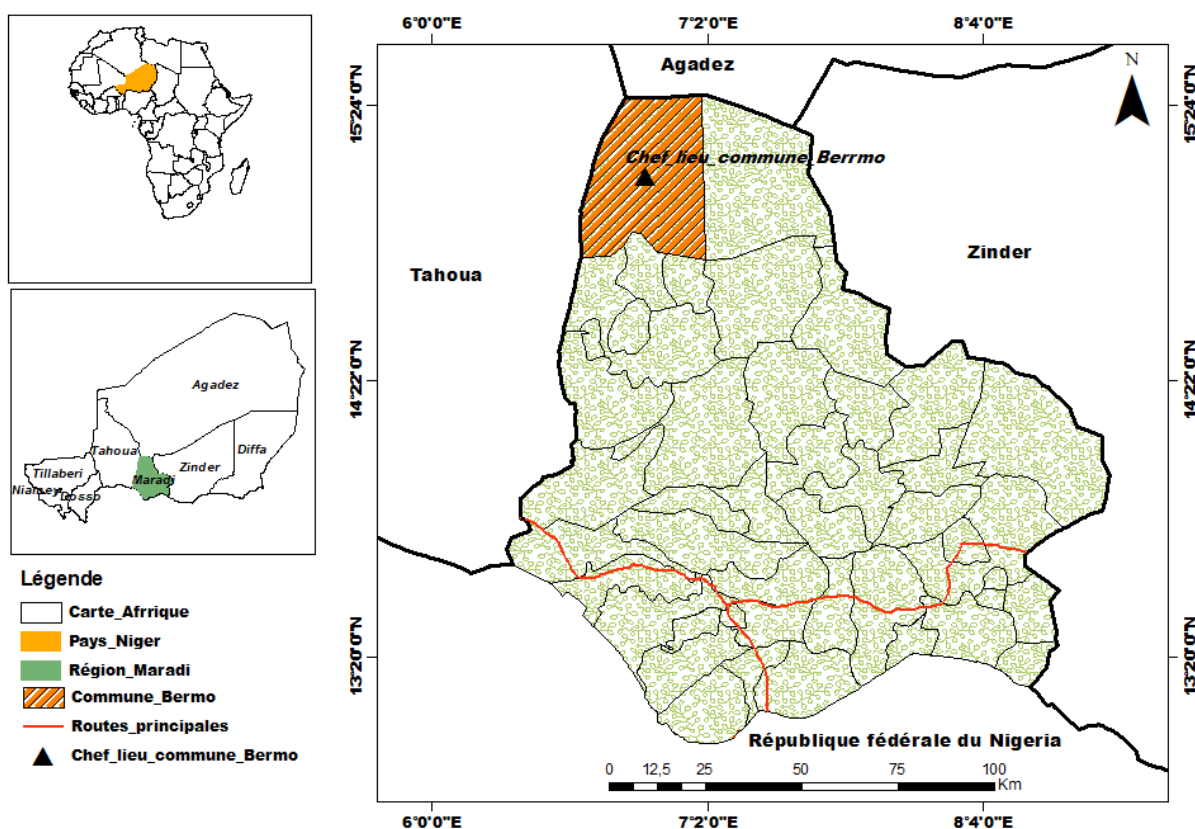 6°0'0"E 7°2'0"E 8°4'0"E
15°24'0"N 15°24'0"N
14°22'0"N 14°22'0"N
13°20'0"N 13°20'0"N
Agadez
N
Chef_lieu_commune_Berrmo
Tahoua
Zinder
République fédérale du Nigeria
0 12,5 25 50 75 100
Km
6°0'0"E 7°2'0"E 8°4'0"E
Agadez
Tahoua
Diffa
Zinder
Tillaberi
Maradi
Niamey
Dosso
Légende
Carte_Afrrique
Pays_Niger
Région_Maradi
Commune_Bermo
Routes_principales
Chef_lieu_commune_Bermo